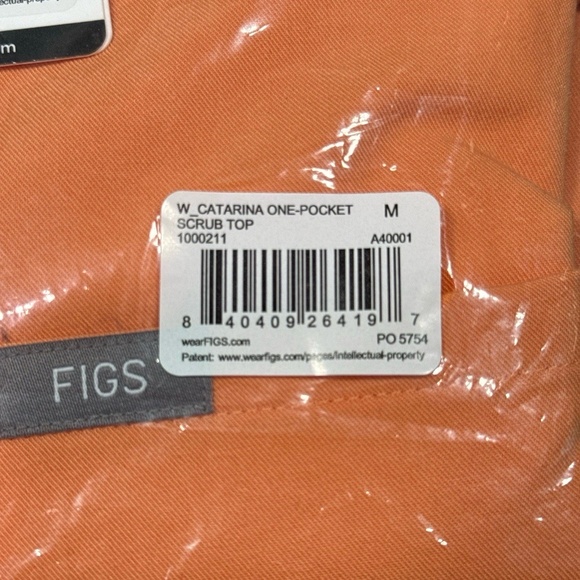 m
W_CATARINA ONE-POCKET M
SCRUB TOP
1000211 A40001
8 40409 26419 7
wearFIGS.com PO 5754
Patent: www.wearfigs.com/pages/intellectual-property
FIGS